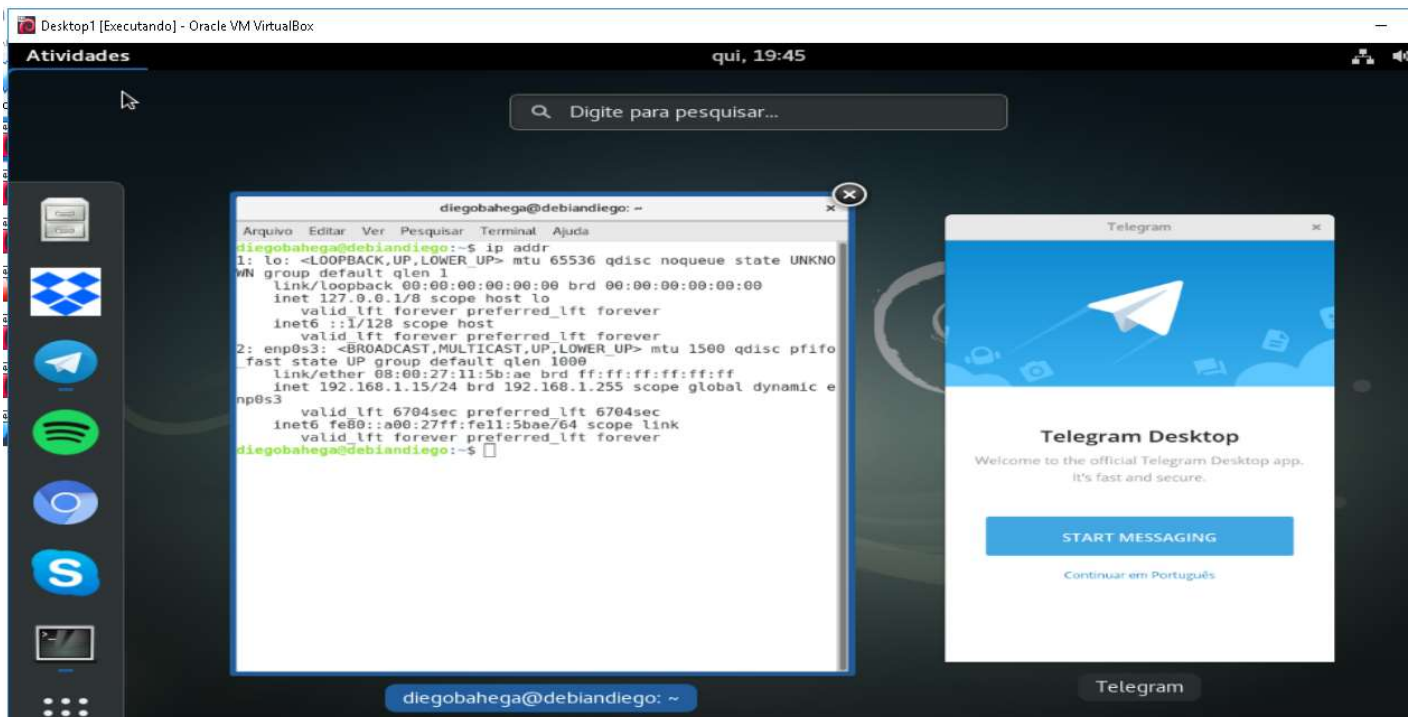 Desktop1 [Executando] - Oracle VM VirtualBox
Atividades
qui, 19:45
Digite para pesquisar...
diegobahega@debiandiego: ~
Arquivo Editar Ver Pesquisar Terminal Ajuda
diegobahega@debiandiego:~$ ip addr
1: lo: <LOOPBACK,UP,LOWER_UP> mtu 65536 qdisc noqueue state UNKNO
WN group default qlen 1
link/loopback 00:00:00:00:00:00 brd 00:00:00:00:00:00
inet 127.0.0.1/8 scope host lo
valid_lft forever preferred_lft forever
inet6 ::1/128 scope host
valid_lft forever preferred_lft forever
2: enp0s3: <BROADCAST,MULTICAST,UP,LOWER_UP> mtu 1500 qdisc pfifo
_fast state UP group default qlen 1000
link/ether 08:00:27:11:5b:ae brd ff:ff:ff:ff:ff:ff
inet 192.168.1.15/24 brd 192.168.1.255 scope global dynamic e
np0s3
valid_lft 6704sec preferred_lft 6704sec
inet6 fe80::a00:27ff:fe11:5bae/64 scope link
valid_lft forever preferred_lft forever
diegobahega@debiandiego:~$
diegobahega@debiandiego: ~
Telegram
Telegram Desktop
Welcome to the official Telegram Desktop app.
It's fast and secure.
START MESSAGING
Continuar em Português
Telegram